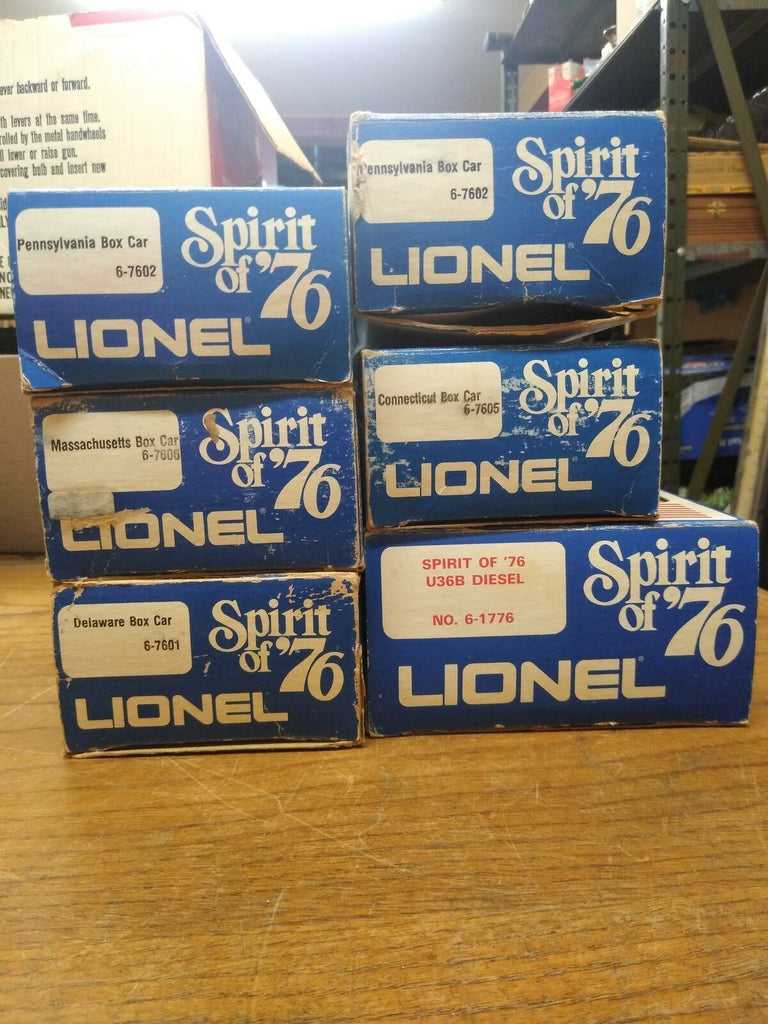 ever backward or forward.
th levers at the same time.
rolled by the metal handwheels
ll lower or raise gun.
covering bulb and insert new
Pennsylvania Box Car
6-7602
Spirit
of '76
LIONEL
Pennsylvania Box Car
6-7602
Spirit
of '76
LIONEL
Massachusetts Box Car
6-7606
Spirit
of '76
LIONEL
Connecticut Box Car
6-7605
Spirit
of '76
LIONEL
Delaware Box Car
6-7601
Spirit
of '76
LIONEL
SPIRIT OF '76
U36B DIESEL
NO. 6-1776
Spirit
of '76
LIONEL